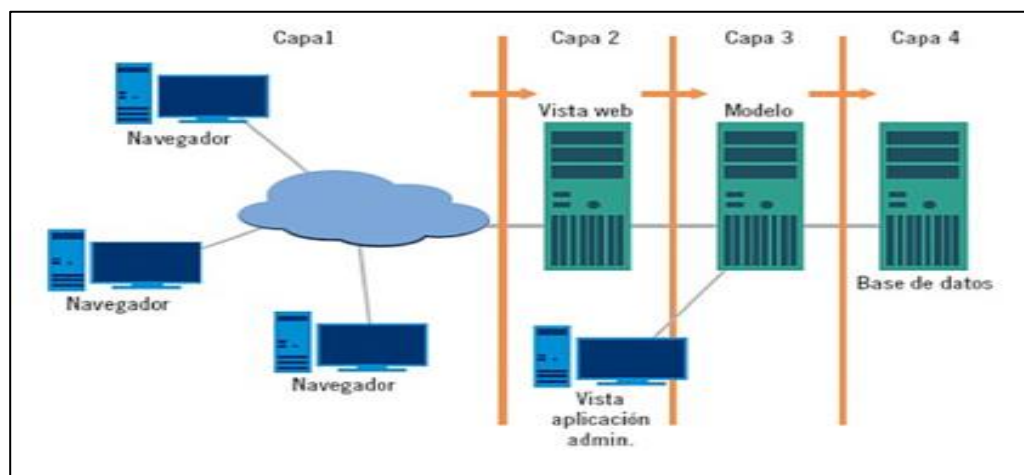 Capa1
Capa 2
Capa 3
Capa 4
Vista web
Modelo
Navegador
Navegador
Base de datos
Navegador
Vista
aplicación
admin.